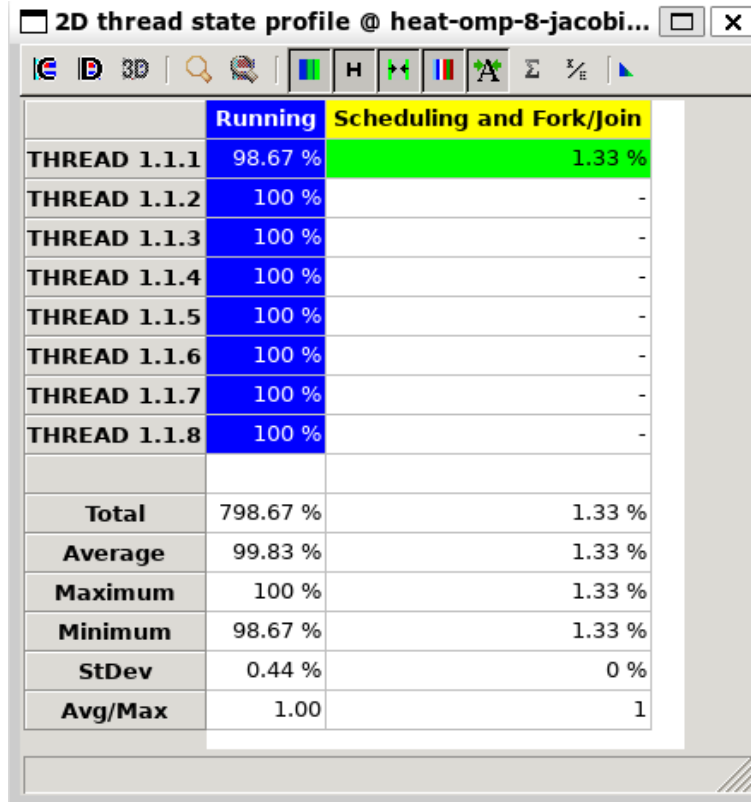 2D thread state profile @ heat-omp-8-jacobi...
3D Σ
Running Scheduling and Fork/Join
THREAD 1.1.1 98.67 % 1.33 %
THREAD 1.1.2 100 % -
THREAD 1.1.3 100 % -
THREAD 1.1.4 100 % -
THREAD 1.1.5 100 % -
THREAD 1.1.6 100 % -
THREAD 1.1.7 100 % -
THREAD 1.1.8 100 % -
Total 798.67 % 1.33 %
Average 99.83 % 1.33 %
Maximum 100 % 1.33 %
Minimum 98.67 % 1.33 %
StDev 0.44 % 0 %
Avg/Max 1.00 1